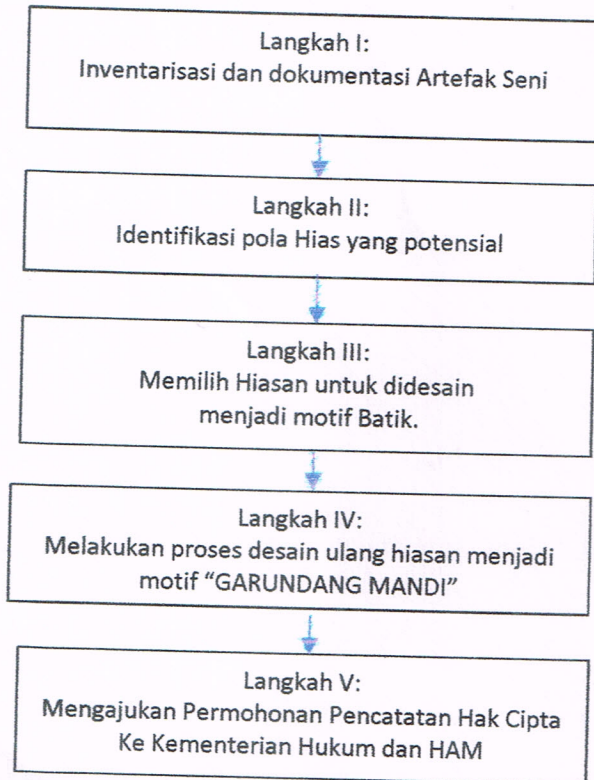 Langkah I:
Inventarisasi dan dokumentasi Artefak Seni
Langkah II:
Identifikasi pola Hias yang potensial
Langkah III:
Memilih Hiasan untuk didesain
menjadi motif Batik.
Langkah IV:
Melakukan proses desain ulang hiasan menjadi
motif “GARUNDANG MANDI”
Langkah V:
Mengajukan Permohonan Pencatatan Hak Cipta
Ke Kementerian Hukum dan HAM